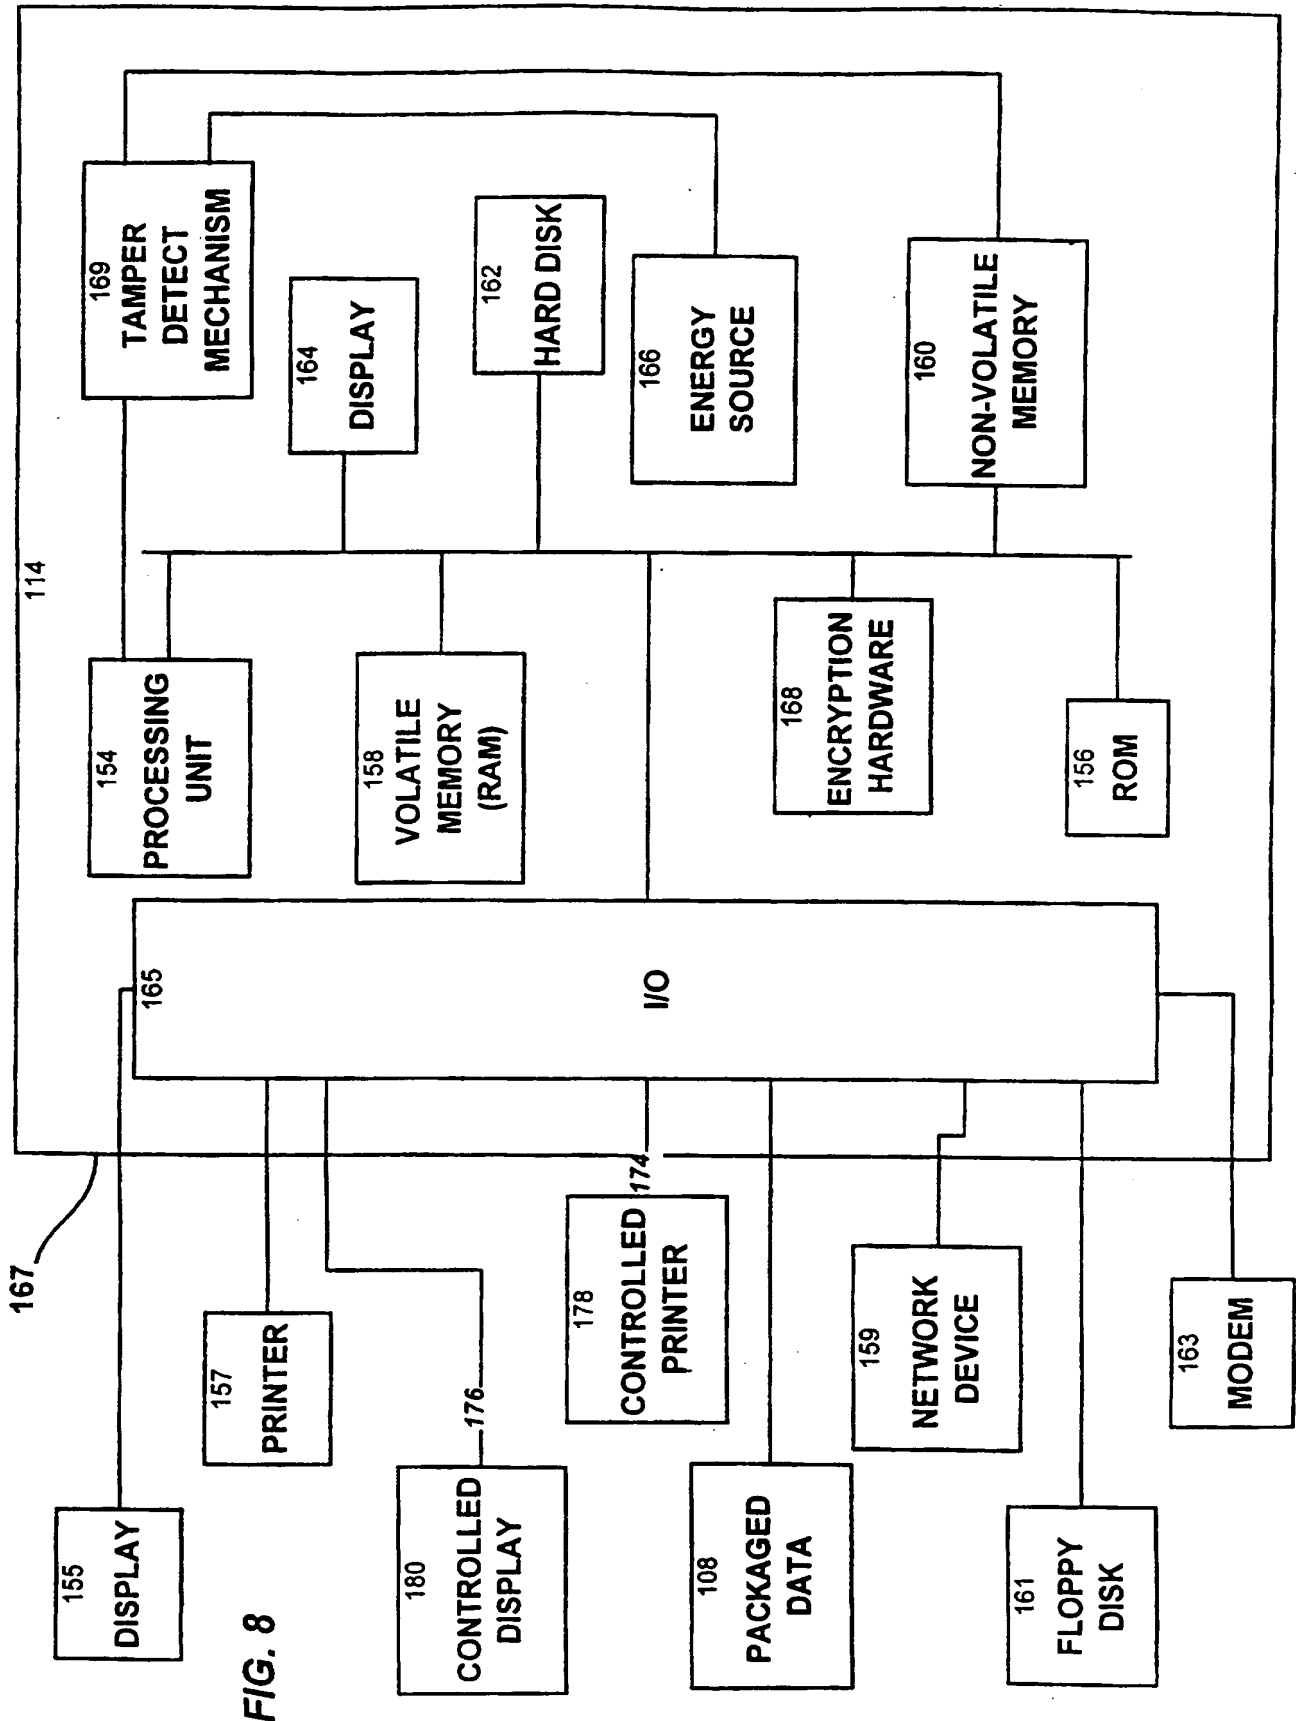 FIG. 8
167
114
155
DISPLAY
157
PRINTER
180
CONTROLLED
DISPLAY
176
178
CONTROLLED
PRINTER
174
108
PACKAGED
DATA
159
NETWORK
DEVICE
161
FLOPPY
DISK
163
MODEM
165
I/O
154
PROCESSING
UNIT
158
VOLATILE
MEMORY
(RAM)
168
ENCRYPTION
HARDWARE
156
ROM
169
TAMPER
DETECT
MECHANISM
164
DISPLAY
162
HARD DISK
166
ENERGY
SOURCE
160
NON-VOLATILE
MEMORY